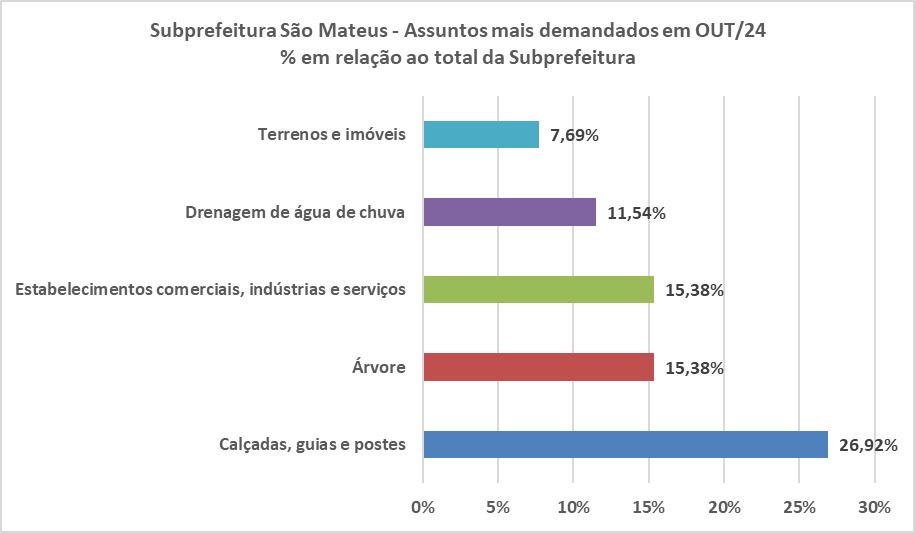 Subprefeitura São Mateus - Assuntos mais demandados em OUT/24
% em relação ao total da Subprefeitura
Terrenos e imóveis 7,69%
Drenagem de água de chuva 11,54%
Estabelecimentos comerciais, indústrias e serviços 15,38%
Árvore 15,38%
Calçadas, guias e postes 26,92%
0% 5% 10% 15% 20% 25% 30%